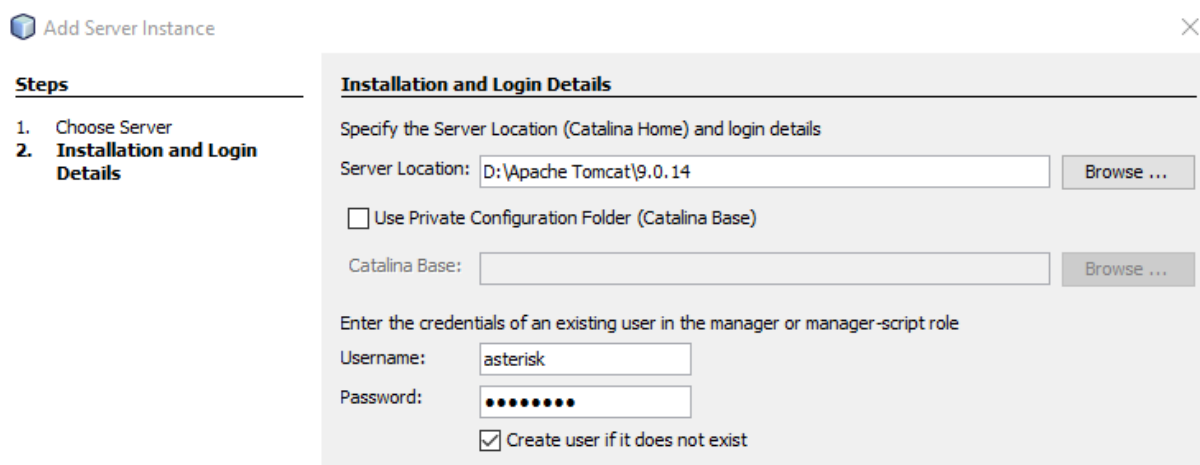 Add Server Instance
Steps
1. Choose Server
2. Installation and Login
Details
Installation and Login Details
Specify the Server Location (Catalina Home) and login details
Server Location: D:\Apache Tomcat\9.0.14 Browse ...
Use Private Configuration Folder (Catalina Base)
Catalina Base: Browse ...
Enter the credentials of an existing user in the manager or manager-script role
Username: asterisk
Password: ●●●●●●●●
Create user if it does not exist